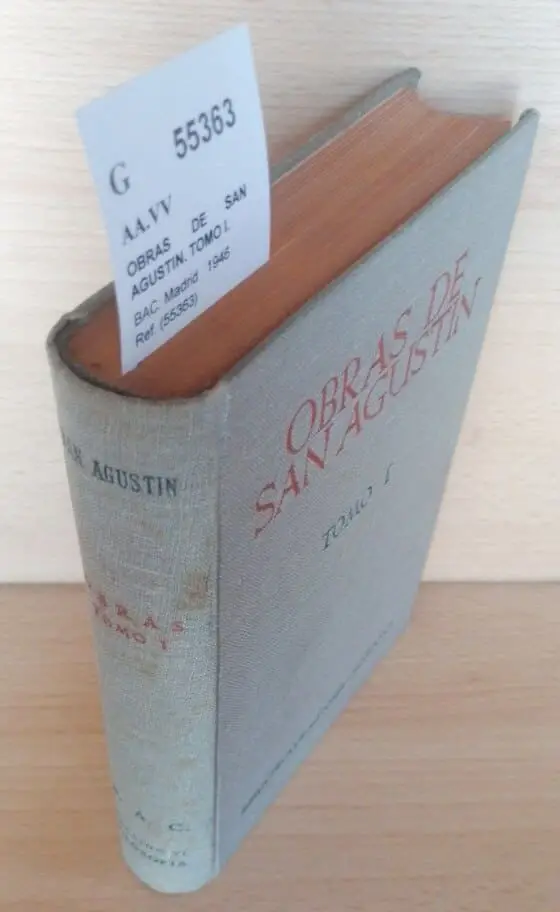 G 55363
AA.VV
OBRAS DE SAN
AGUSTIN. TOMO I.
BAC. Madrid 1946
Ref. (55363)
OBRAS DE
SAN AGUSTIN
TOMO I
AGUSTIN
OBRAS
TOMO I
A. C.